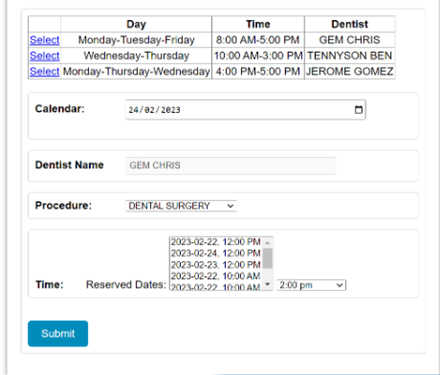 Day Time Dentist
Select Monday-Tuesday-Friday 8:00 AM-5:00 PM GEM CHRIS
Select Wednesday-Thursday 10:00 AM-3:00 PM TENNYSON BEN
Select Monday-Thursday-Wednesday 4:00 PM-5:00 PM JEROME GOMEZ
Calendar: 24/02/2023
Dentist Name GEM CHRIS
Procedure: DENTAL SURGERY
2023-02-22, 12:00 PM
2023-02-24, 12:00 PM
2023-02-23, 12:00 PM
2023-02-22, 10:00 AM
Time: Reserved Dates: 2023-02-22, 10:00 AM 2:00 pm
Submit